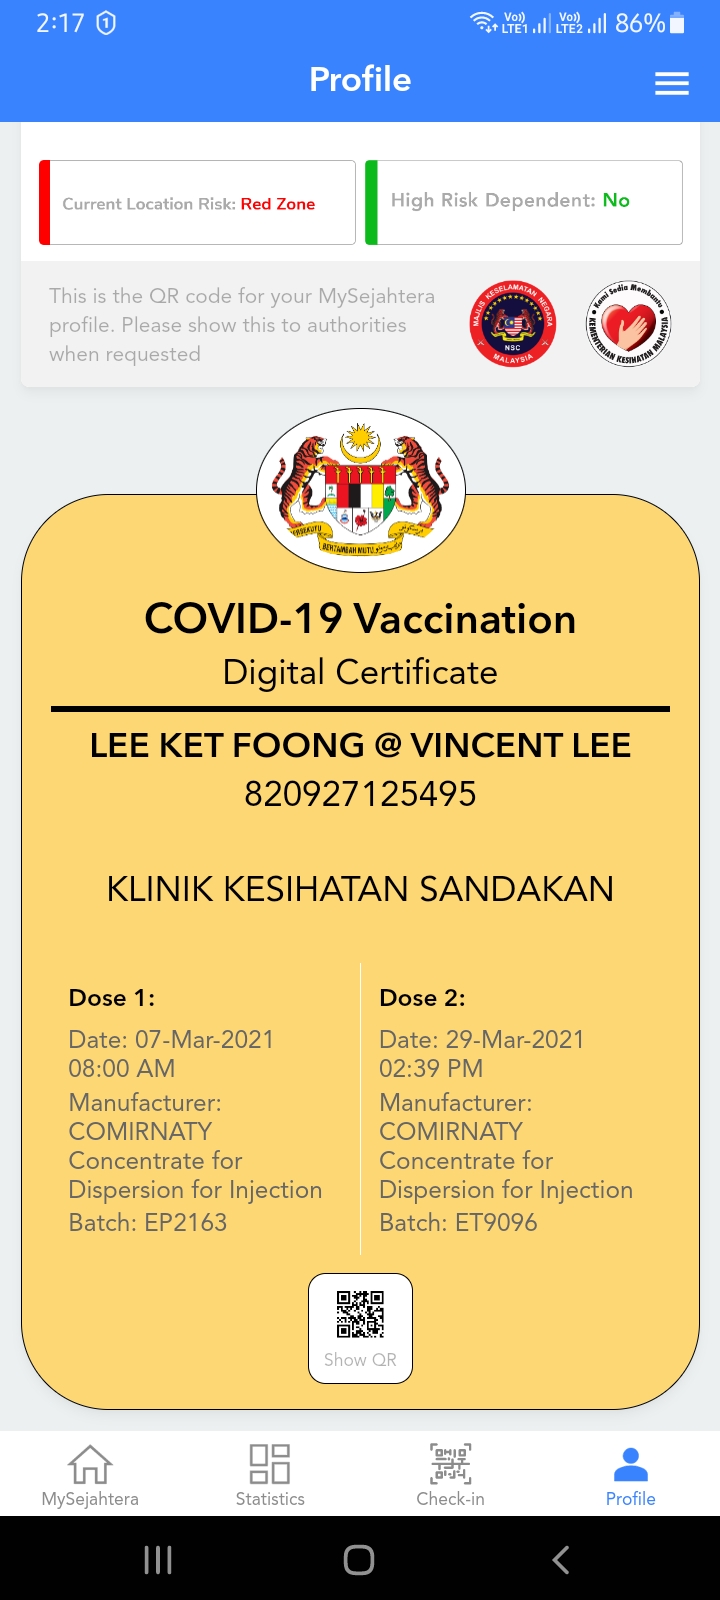 2:17
Vo)) LTE1
Vo)) LTE2
86%
Profile
Current Location Risk: Red Zone
High Risk Dependent: No
This is the QR code for your MySejahtera
profile. Please show this to authorities
when requested
MAJLIS KESELAMATAN NEGARA
NSC
MALAYSIA
Kami Sedia Membantu
KEMENTERIAN KESIHATAN MALAYSIA
BERSEKUTU
BERTAMBAH MUTU
COVID-19 Vaccination
Digital Certificate
LEE KET FOONG @ VINCENT LEE
820927125495
KLINIK KESIHATAN SANDAKAN
Dose 1:
Date: 07-Mar-2021
08:00 AM
Manufacturer:
COMIRNATY
Concentrate for
Dispersion for Injection
Batch: EP2163
Dose 2:
Date: 29-Mar-2021
02:39 PM
Manufacturer:
COMIRNATY
Concentrate for
Dispersion for Injection
Batch: ET9096
Show QR
MySejahtera
Statistics
Check-in
Profile